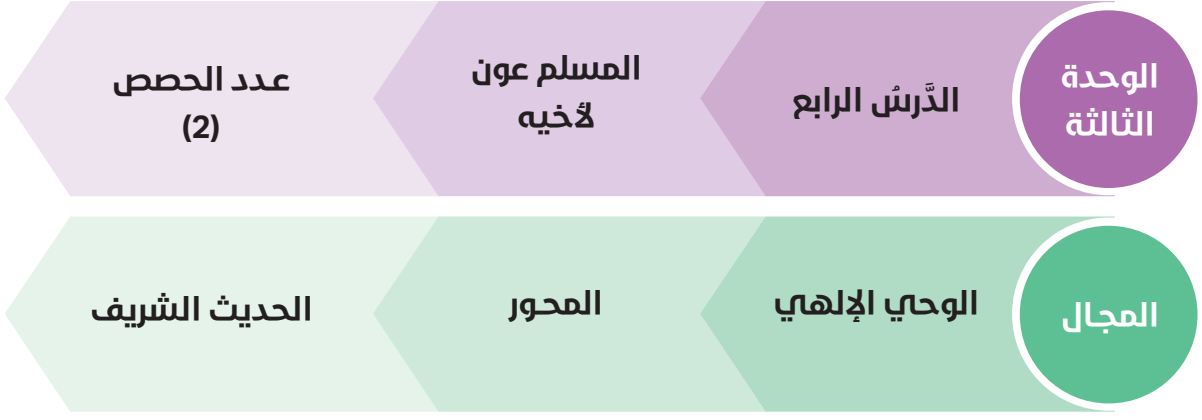 الوحدة
الثالثة
الدَّرسُ الرابع
المسلم عون
لأخيه
عدد الحصص
(2)
المجال
الوحي الإلهي
المحور
الحديث الشريف